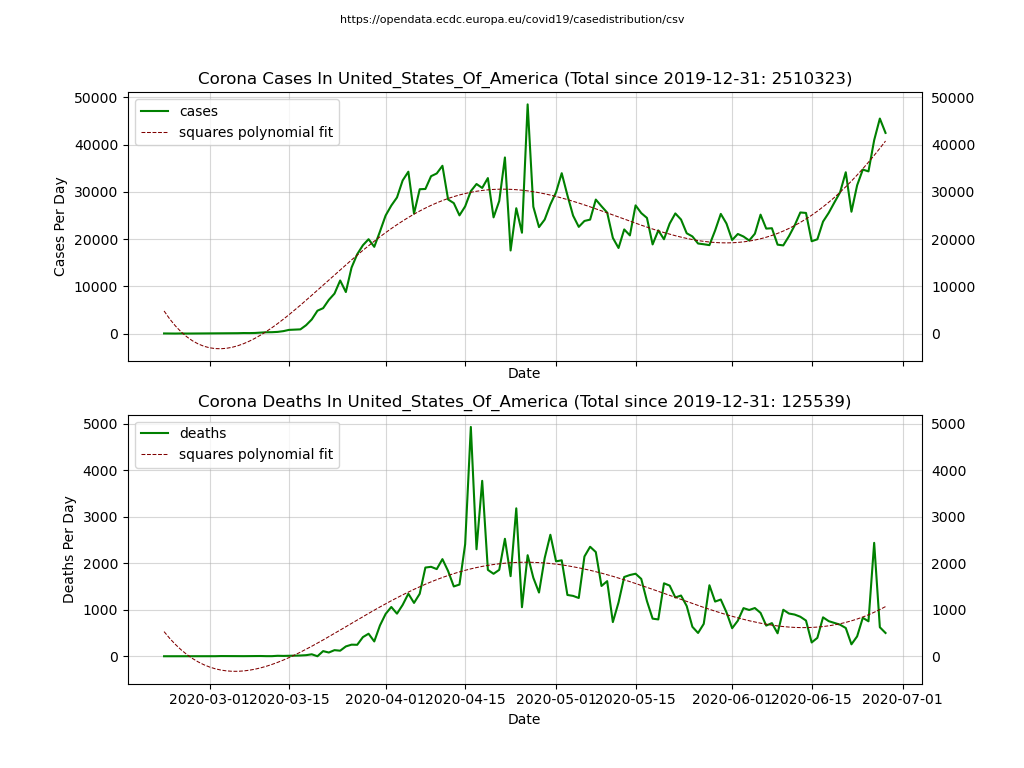 https://opendata.ecdc.europa.eu/covid19/casedistribution/csv
Corona Cases In United_States_Of_America (Total since 2019-12-31: 2510323)
50000 50000
cases
squares polynomial fit
40000 40000
30000 30000
Cases Per Day
20000 20000
10000 10000
0 0
Date
Corona Deaths In United_States_Of_America (Total since 2019-12-31: 125539)
5000 5000
deaths
squares polynomial fit
4000 4000
3000 3000
Deaths Per Day
2000 2000
1000 1000
0 0
2020-03-01 2020-03-15 2020-04-01 2020-04-15 2020-05-01 2020-05-15 2020-06-01 2020-06-15 2020-07-01
Date